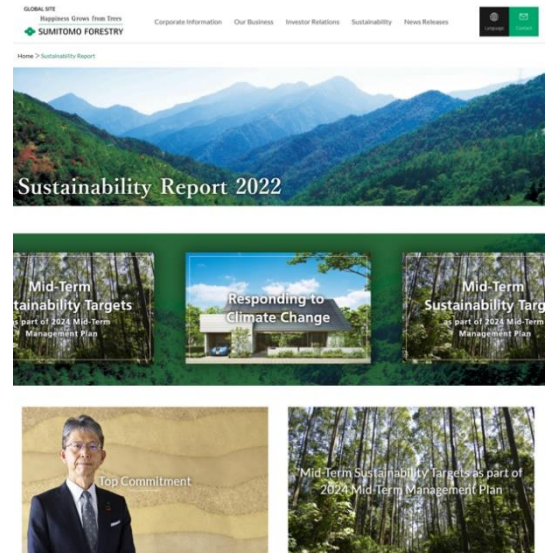 GLOBAL SITE
Happiness Grows from Trees
SUMITOMO FORESTRY
Corporate Information Our Business Investor Relations Sustainability News Releases
Language Contact
Home > Sustainability Report
Sustainability Report 2022
Mid-Term
tainability Targets
s part of 2024 Mid-Term
Management Plan
Responding to
Climate Change
Mid-Term
Sustainability Targ
as part of 2024 Mid-Term
Management Plan
Top Commitment
Mid-Term Sustainability Targets as part of
2024 Mid-Term Management Plan